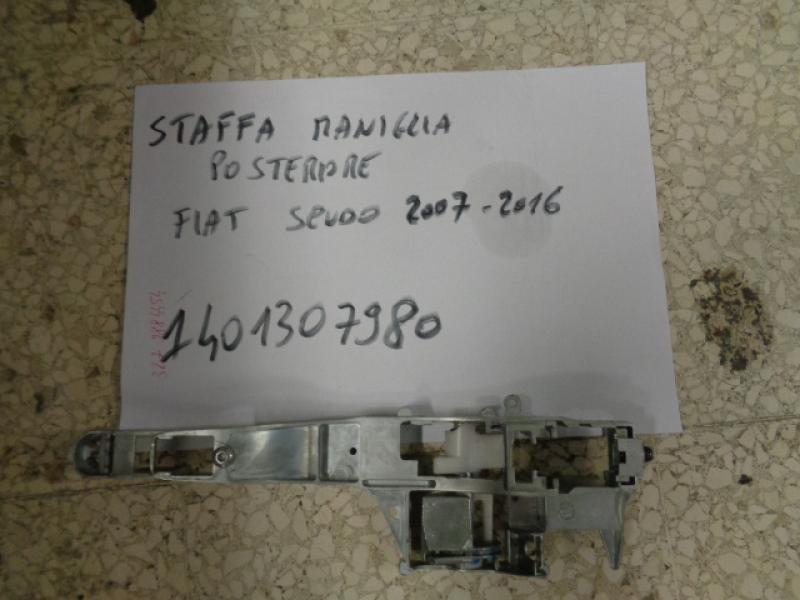 STAFFA MANIGLIA
POSTERIORE
FIAT SCUDO 2007-2016
1401307980